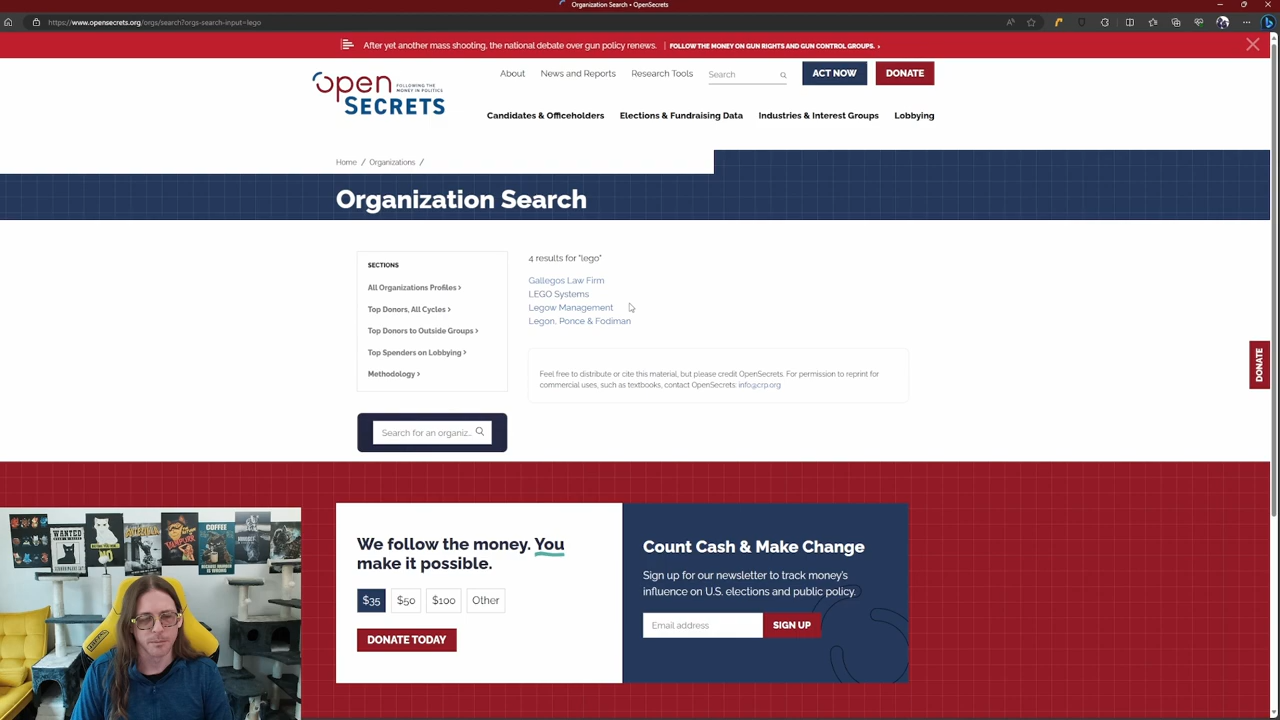 Organization Search • OpenSecrets
https://www.opensecrets.org/orgs/search?orgs-search-input=lego
After yet another mass shooting, the national debate over gun policy renews. | FOLLOW THE MONEY ON GUN RIGHTS AND GUN CONTROL GROUPS. ›
About News and Reports Research Tools Search ACT NOW DONATE
open FOLLOWING THE MONEY IN POLITICS
SECRETS
Candidates & Officeholders Elections & Fundraising Data Industries & Interest Groups Lobbying
Home / Organizations /
Organization Search
SECTIONS
All Organizations Profiles ›
Top Donors, All Cycles ›
Top Donors to Outside Groups ›
Top Spenders on Lobbying ›
Methodology ›
Search for an organiz...
4 results for "lego"
Gallegos Law Firm
LEGO Systems
Legow Management
Legon, Ponce & Fodiman
Feel free to distribute or cite this material, but please credit OpenSecrets. For permission to reprint for
commercial uses, such as textbooks, contact OpenSecrets: info@crp.org
DONATE
We follow the money. You
make it possible.
$35 $50 $100 Other
DONATE TODAY
Count Cash & Make Change
Sign up for our newsletter to track money's
influence on U.S. elections and public policy.
Email address SIGN UP
WANTED
COFFEE